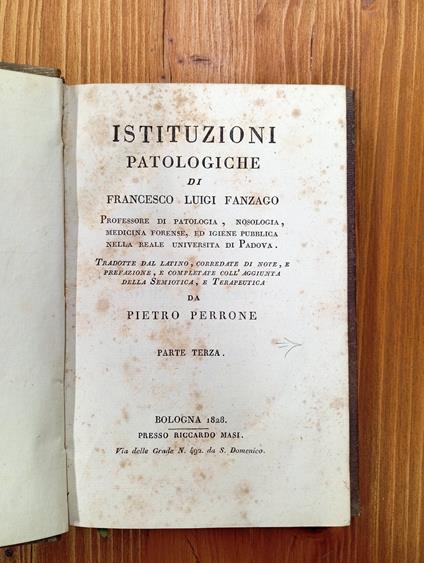 ISTITUZIONI
PATOLOGICHE
DI
FRANCESCO LUIGI FANZAGO
PROFESSORE DI PATOLOGIA, NOSOLOGIA,
MEDICINA FORENSE, ED IGIENE PUBBLICA
NELLA REALE UNIVERSITA DI PADOVA.
TRADOTTE DAL LATINO, CORREDATE DI NOTE, E
PREFAZIONE, E COMPLETATE COLL'AGGIUNTA
DELLA SEMIOTICA, E TERAPEUTICA
DA
PIETRO PERRONE
PARTE TERZA.
BOLOGNA 1828.
PRESSO RICCARDO MASI.
Via delle Grade N. 492. da S. Domenico.